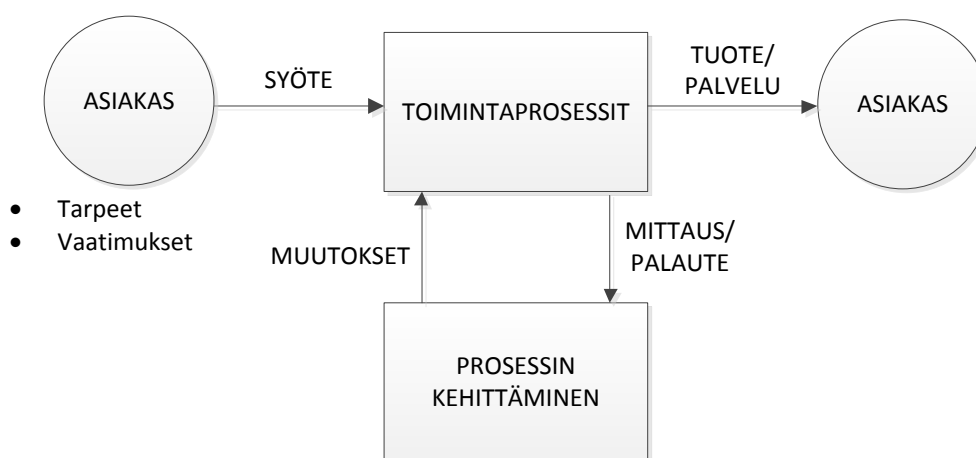 ASIAKAS
SYÖTE
TOIMINTAPROSESSIT
TUOTE/
PALVELU
ASIAKAS
• Tarpeet
• Vaatimukset
MUUTOKSET
MITTAUS/
PALAUTE
PROSESSIN
KEHITTÄMINEN